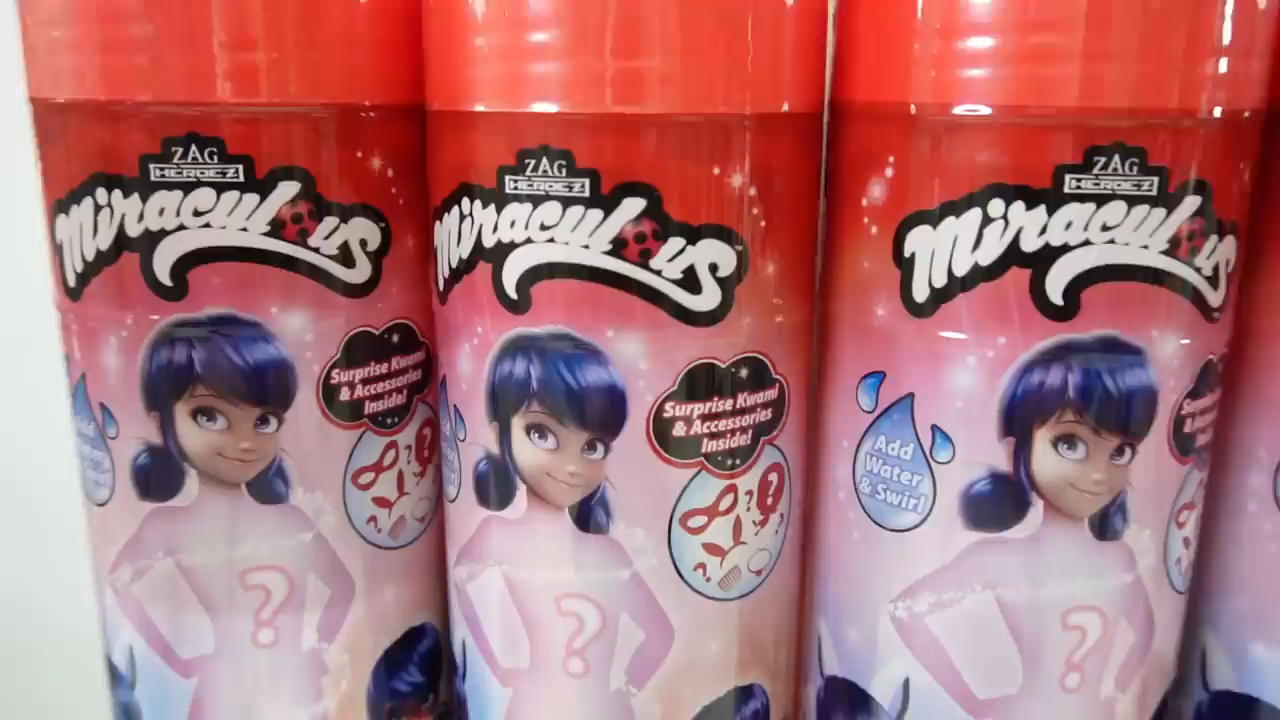 ZAG
HEROEZ
Miraculous
Surprise Kwami
& Accessories
Inside!
?
?
?
?
?
ZAG
HEROEZ
Miraculous
Surprise Kwami
& Accessories
Inside!
?
?
?
?
ZAG
HEROEZ
Miraculous
Add
Water
& Swirl
?